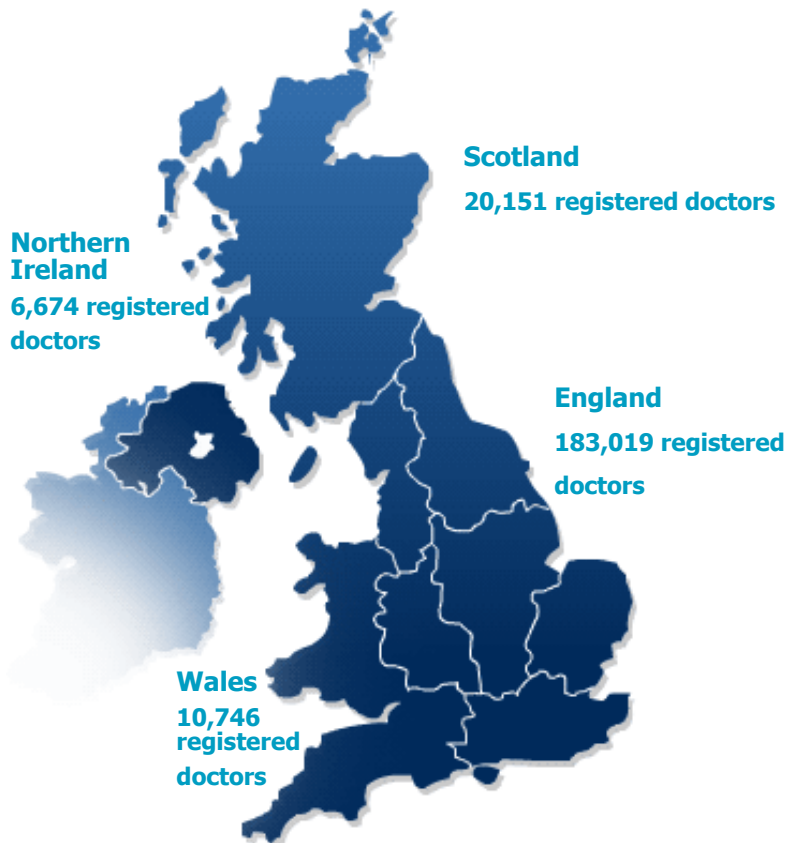 Scotland
20,151 registered doctors
Northern
Ireland
6,674 registered
doctors
England
183,019 registered
doctors
Wales
10,746
registered
doctors